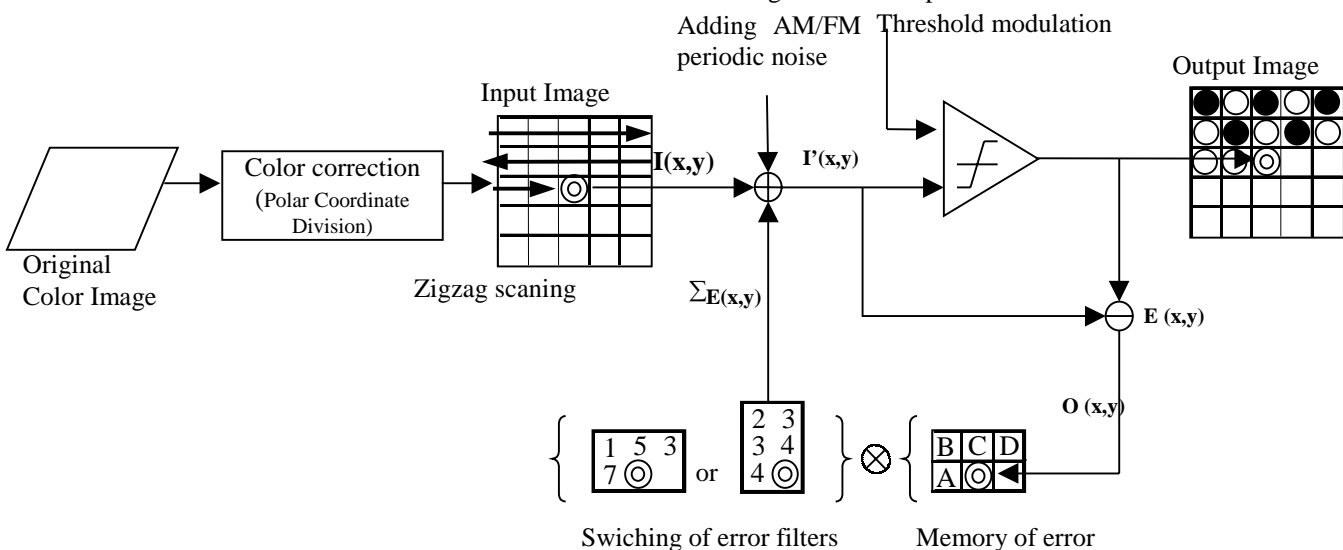 Adding AM/FM
periodic noise
Threshold modulation
Output Image
Input Image
Color correction
(Polar Coordinate
Division)
I(x,y)
I'(x,y)
Original
Color Image
Zigzag scaning
ΣE(x,y)
E (x,y)
O (x,y)
{ 1 5 3
7 or
2 3
3 4
4 } ⊗ {
B C D
A
Swiching of error filters
Memory of error